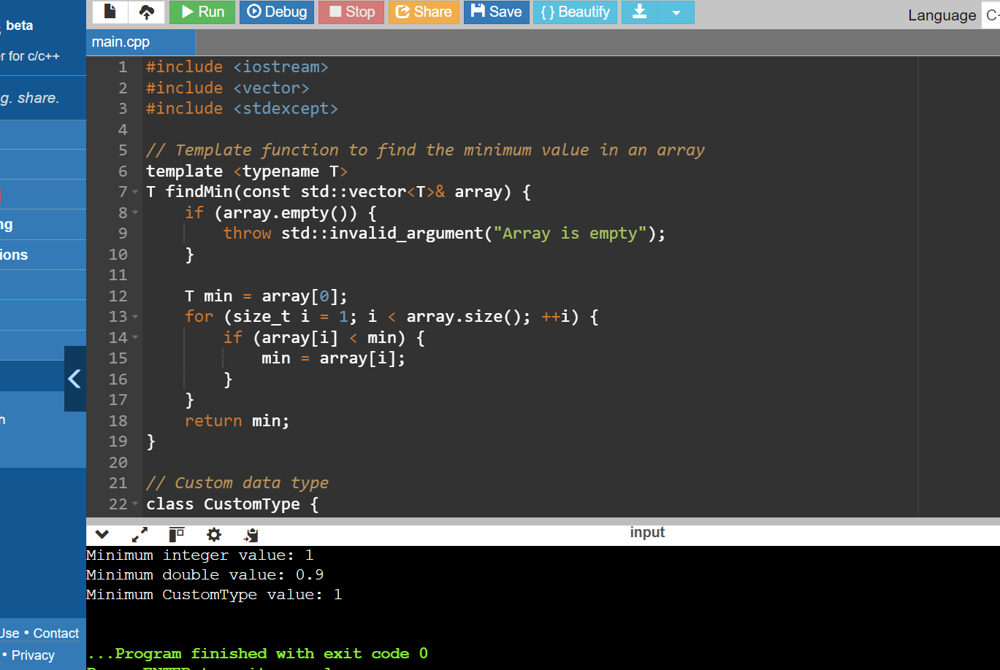 Run Debug Stop Share Save { } Beautify
Language C
beta
r for c/c++
main.cpp
g. share.
ng
ions
h
Use • Contact
• Privacy
1 #include <iostream>
2 #include <vector>
3 #include <stdexcept>
4
5 // Template function to find the minimum value in an array
6 template <typename T>
7 T findMin(const std::vector<T>& array) {
8 if (array.empty()) {
9 throw std::invalid_argument("Array is empty");
10 }
11
12 T min = array[0];
13 for (size_t i = 1; i < array.size(); ++i) {
14 if (array[i] < min) {
15 min = array[i];
16 }
17 }
18 return min;
19 }
20
21 // Custom data type
22 class CustomType {
input
Minimum integer value: 1
Minimum double value: 0.9
Minimum CustomType value: 1
...Program finished with exit code 0